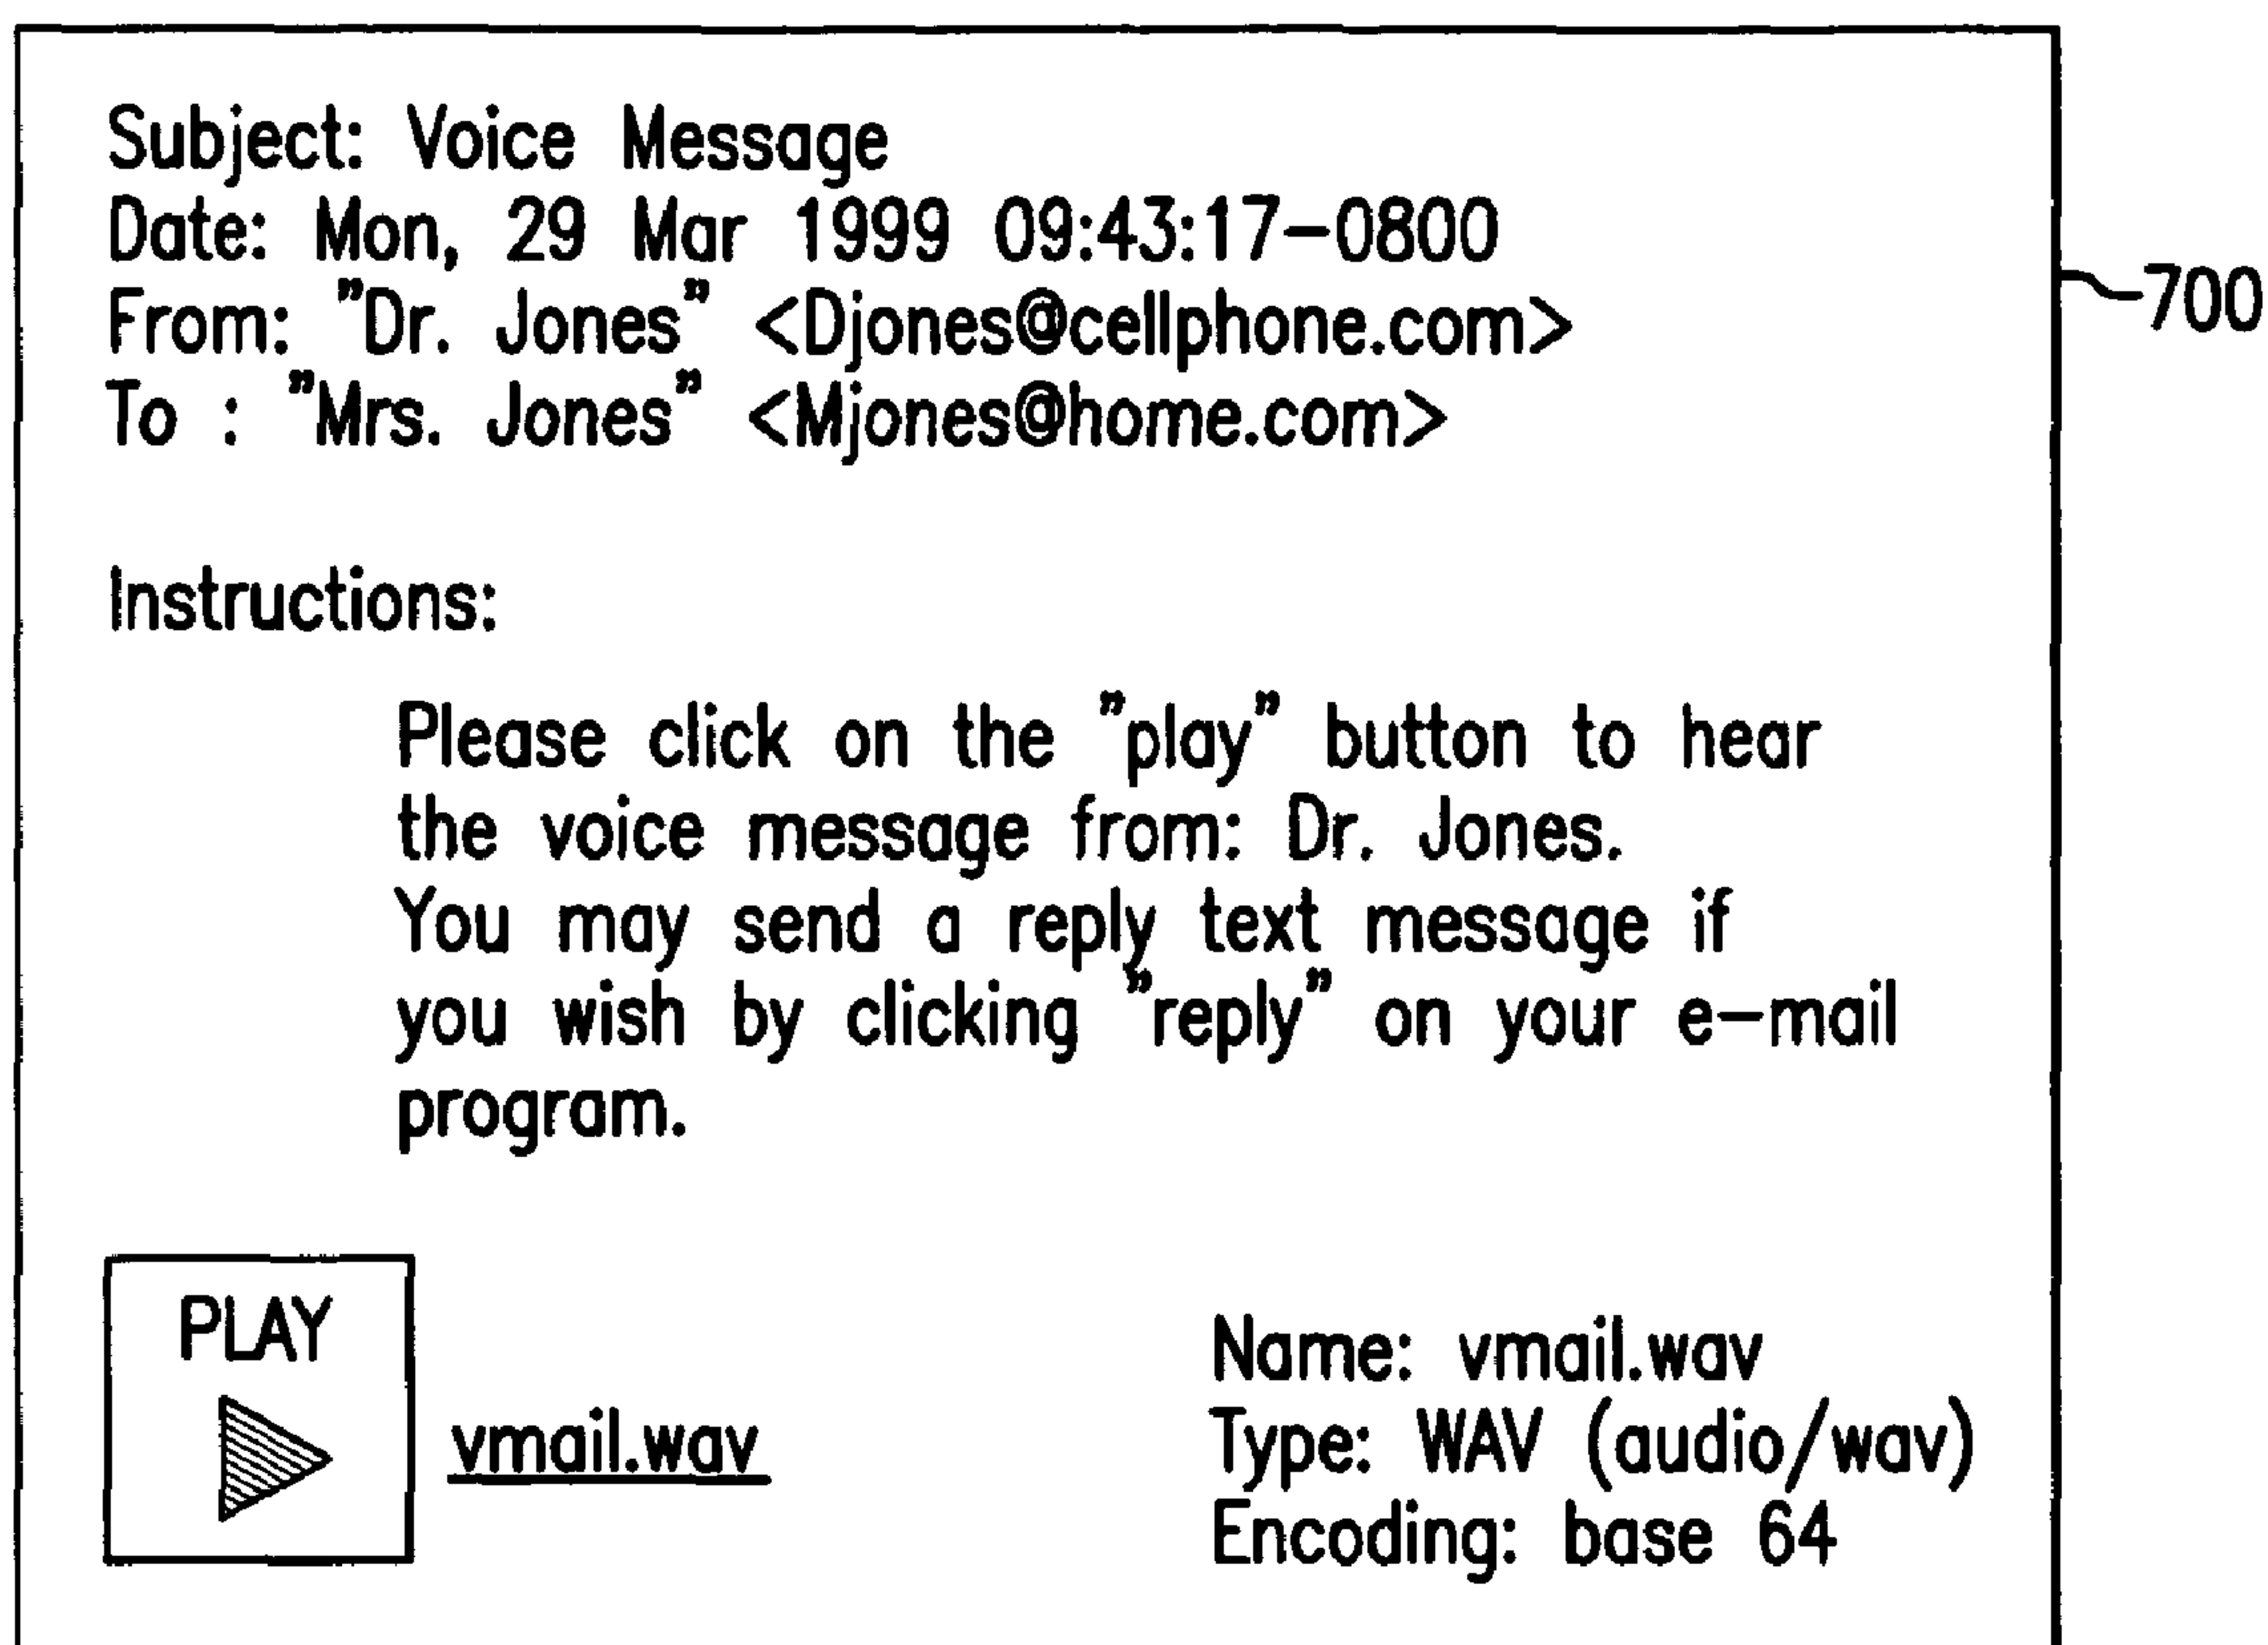 Subject: Voice Message
Date: Mon, 29 Mar 1999 09:43:17-0800
From: "Dr. Jones" <Djones@cellphone.com>
To : "Mrs. Jones" <Mjones@home.com>
700
Instructions:
Please click on the "play" button to hear
the voice message from: Dr. Jones.
You may send a reply text message if
you wish by clicking "reply" on your e-mail
program.
PLAY
vmail.wav
Name: vmail.wav
Type: WAV (audio/wav)
Encoding: base 64